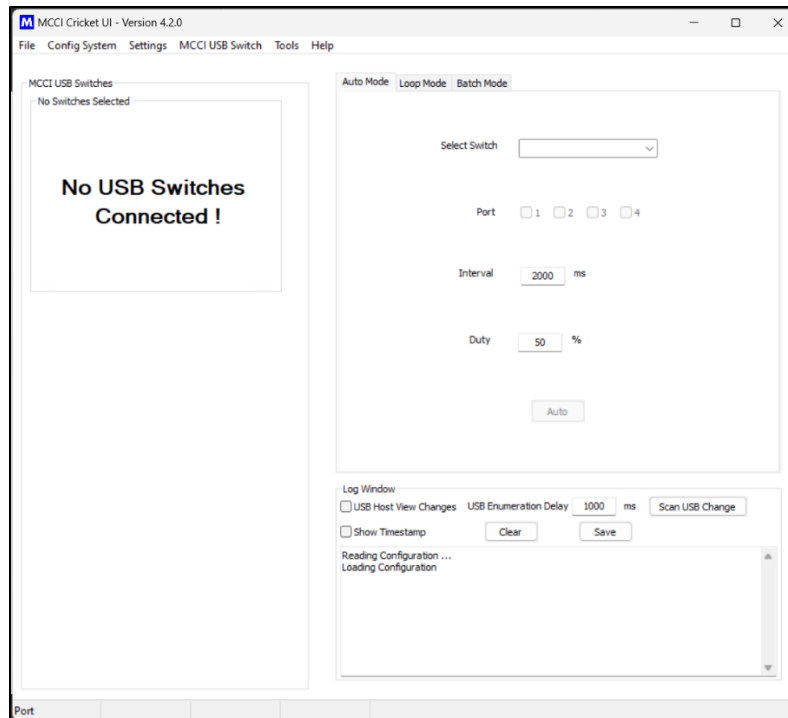 M MCCI Cricket UI - Version 4.2.0
File Config System Settings MCCI USB Switch Tools Help
MCCI USB Switches
No Switches Selected
No USB Switches
Connected !
Auto Mode Loop Mode Batch Mode
Select Switch
Port 1 2 3 4
Interval 2000 ms
Duty 50 %
Auto
Log Window
USB Host View Changes USB Enumeration Delay 1000 ms Scan USB Change
Show Timestamp Clear Save
Reading Configuration ...
Loading Configuration
Port